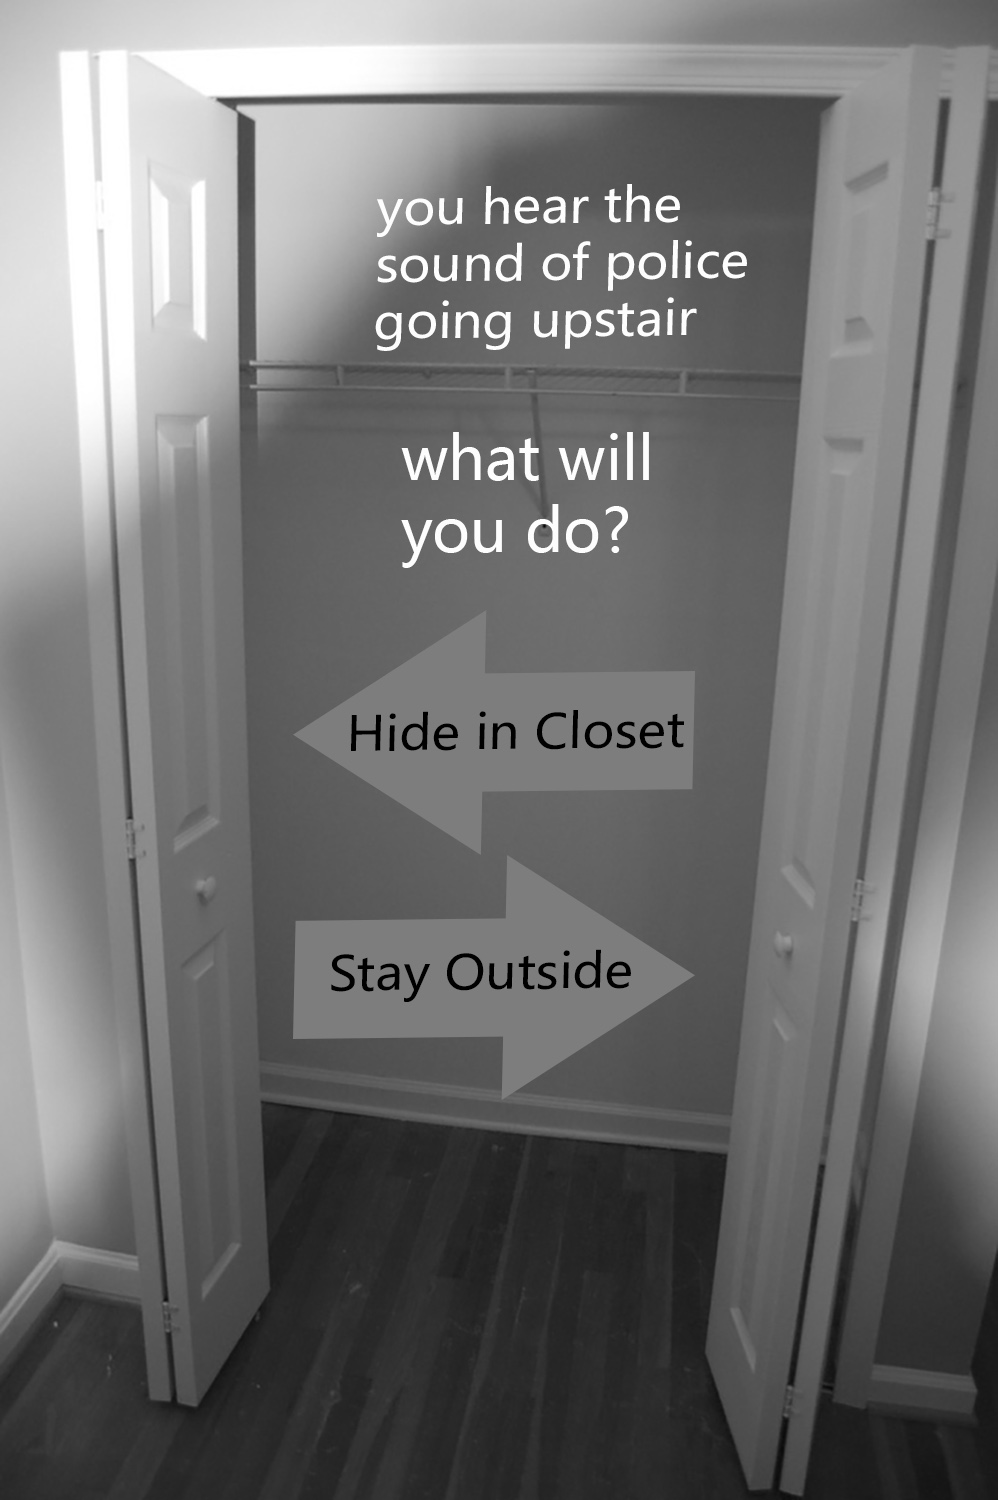 you hear the
sound of police
going upstair
what will
you do?
Hide in Closet
Stay Outside